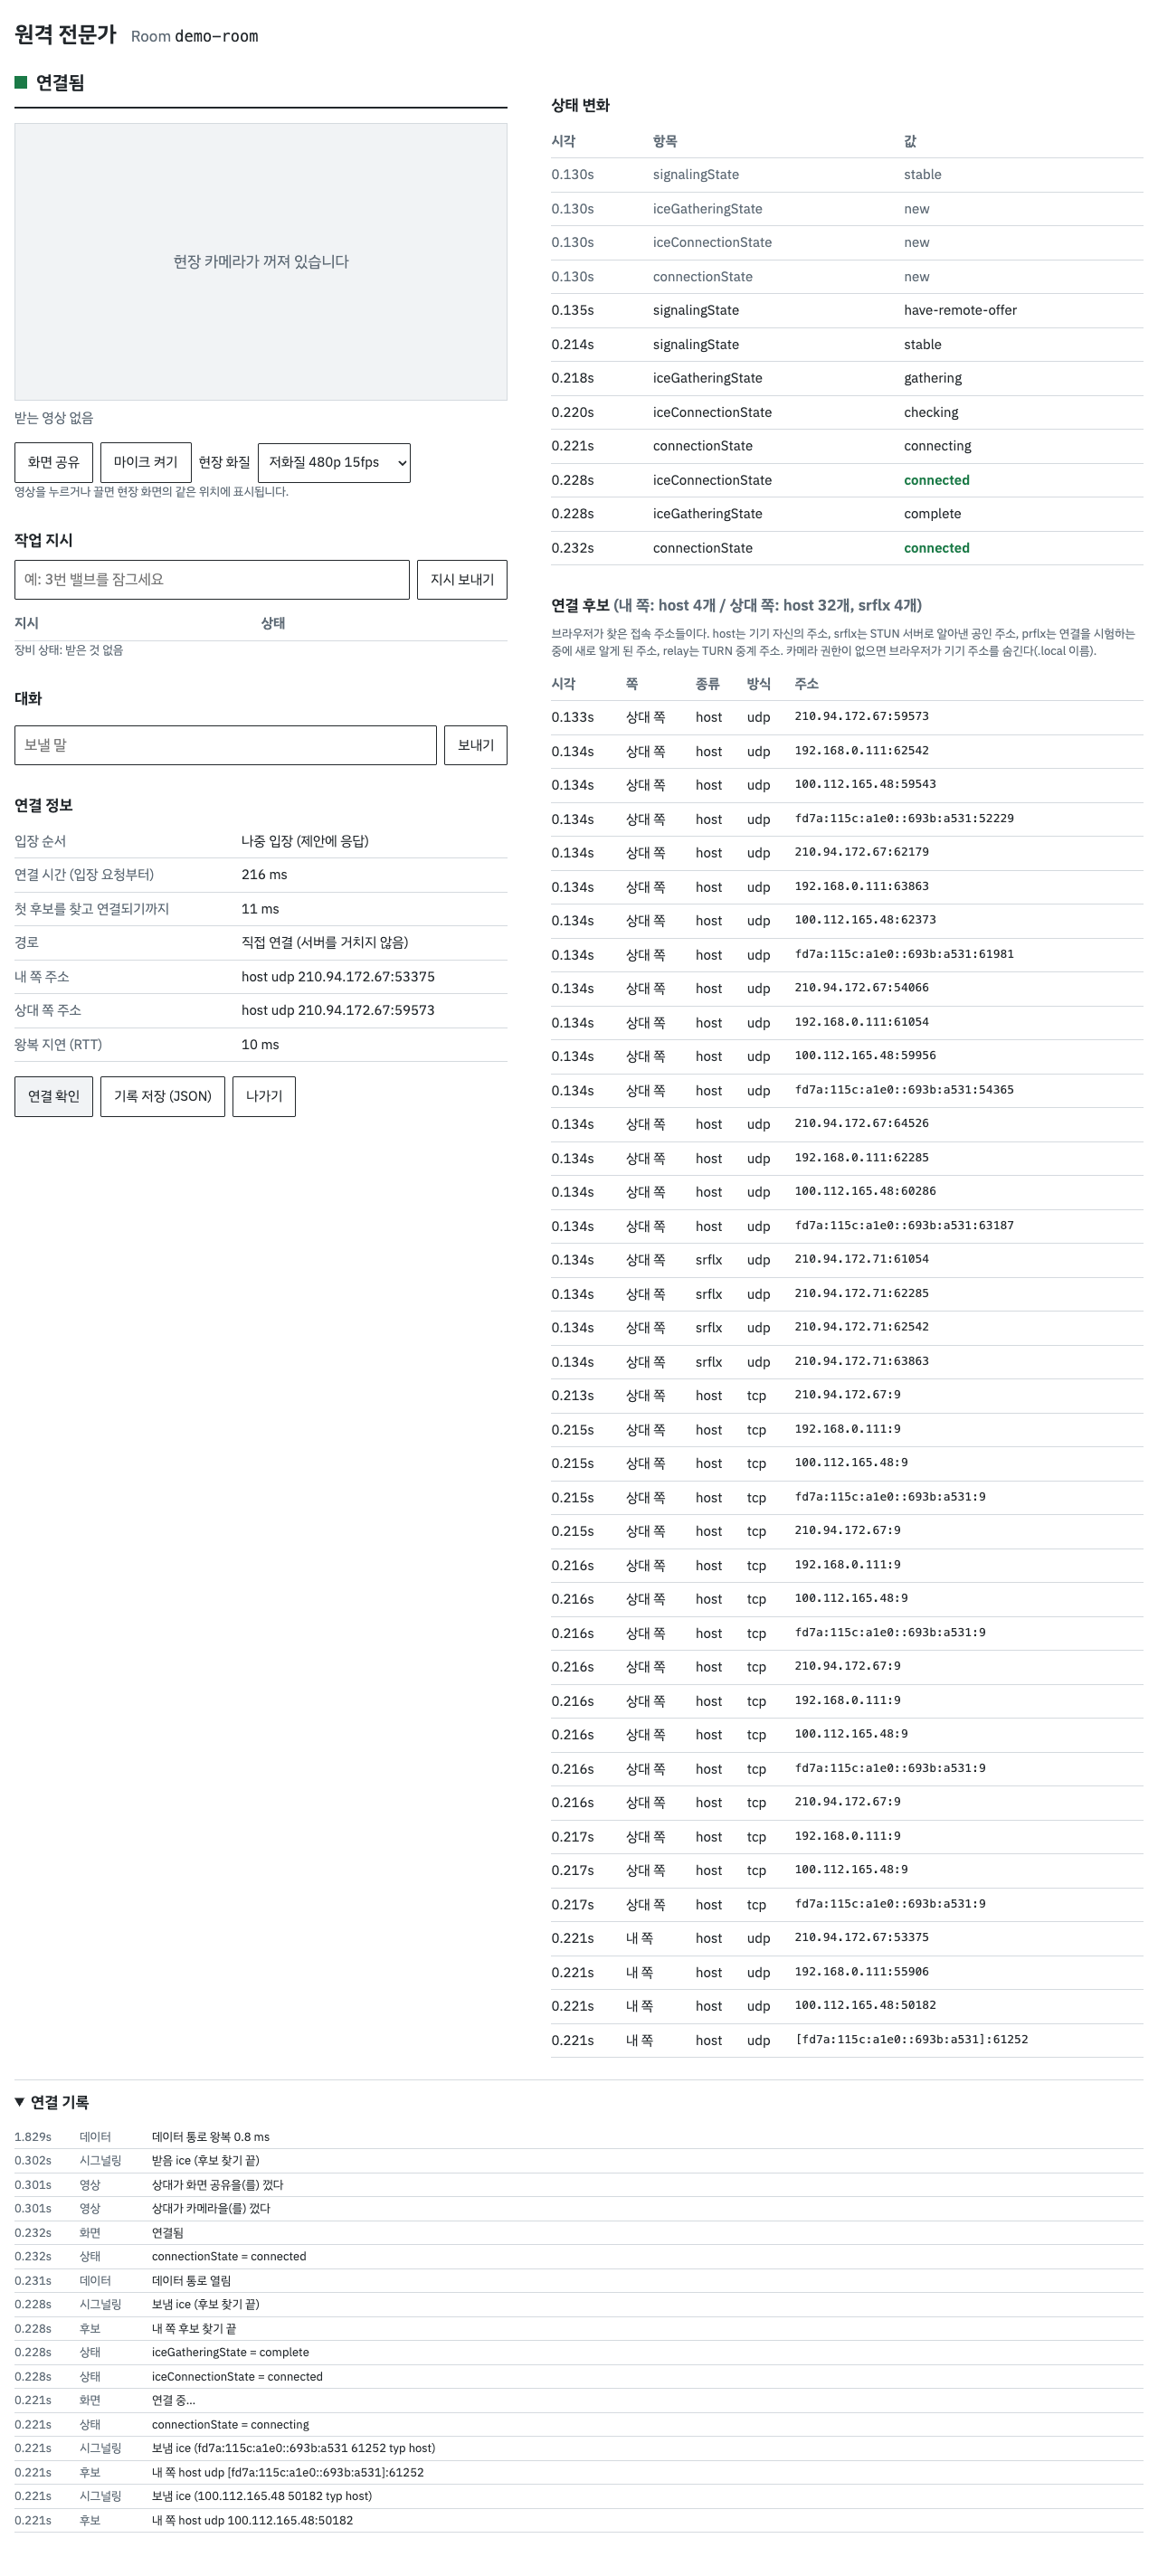 원격 전문가 Room demo-room
연결됨
현장 카메라가 꺼져 있습니다
받는 영상 없음
화면 공유 마이크 켜기 현장 화질 저화질 480p 15fps
영상을 누르거나 끌면 현장 화면의 같은 위치에 표시됩니다.
작업 지시
예: 3번 밸브를 잠그세요 지시 보내기
지시 상태
장비 상태: 받은 것 없음
대화
보낼 말 보내기
연결 정보
입장 순서 나중 입장 (제안에 응답)
연결 시간 (입장 요청부터) 216 ms
첫 후보를 찾고 연결되기까지 11 ms
경로 직접 연결 (서버를 거치지 않음)
내 쪽 주소 host udp 210.94.172.67:53375
상대 쪽 주소 host udp 210.94.172.67:59573
왕복 지연 (RTT) 10 ms
연결 확인 기록 저장 (JSON) 나가기
상태 변화
시각 항목 값
0.130s signalingState stable
0.130s iceGatheringState new
0.130s iceConnectionState new
0.130s connectionState new
0.135s signalingState have-remote-offer
0.214s signalingState stable
0.218s iceGatheringState gathering
0.220s iceConnectionState checking
0.221s connectionState connecting
0.228s iceConnectionState connected
0.228s iceGatheringState complete
0.232s connectionState connected
연결 후보 (내 쪽: host 4개 / 상대 쪽: host 32개, srflx 4개)
브라우저가 찾은 접속 주소들이다. host는 기기 자신의 주소, srflx는 STUN 서버로 알아낸 공인 주소, prflx는 연결을 시험하는
중에 새로 알게 된 주소, relay는 TURN 중계 주소. 카메라 권한이 없으면 브라우저가 기기 주소를 숨긴다(.local 이름).
시각 쪽 종류 방식 주소
0.133s 상대 쪽 host udp 210.94.172.67:59573
0.134s 상대 쪽 host udp 192.168.0.111:62542
0.134s 상대 쪽 host udp 100.112.165.48:59543
0.134s 상대 쪽 host udp fd7a:115c:a1e0::693b:a531:52229
0.134s 상대 쪽 host udp 210.94.172.67:62179
0.134s 상대 쪽 host udp 192.168.0.111:63863
0.134s 상대 쪽 host udp 100.112.165.48:62373
0.134s 상대 쪽 host udp fd7a:115c:a1e0::693b:a531:61981
0.134s 상대 쪽 host udp 210.94.172.67:54066
0.134s 상대 쪽 host udp 192.168.0.111:61054
0.134s 상대 쪽 host udp 100.112.165.48:59956
0.134s 상대 쪽 host udp fd7a:115c:a1e0::693b:a531:54365
0.134s 상대 쪽 host udp 210.94.172.67:64526
0.134s 상대 쪽 host udp 192.168.0.111:62285
0.134s 상대 쪽 host udp 100.112.165.48:60286
0.134s 상대 쪽 host udp fd7a:115c:a1e0::693b:a531:63187
0.134s 상대 쪽 srflx udp 210.94.172.71:61054
0.134s 상대 쪽 srflx udp 210.94.172.71:62285
0.134s 상대 쪽 srflx udp 210.94.172.71:62542
0.134s 상대 쪽 srflx udp 210.94.172.71:63863
0.213s 상대 쪽 host tcp 210.94.172.67:9
0.215s 상대 쪽 host tcp 192.168.0.111:9
0.215s 상대 쪽 host tcp 100.112.165.48:9
0.215s 상대 쪽 host tcp fd7a:115c:a1e0::693b:a531:9
0.215s 상대 쪽 host tcp 210.94.172.67:9
0.216s 상대 쪽 host tcp 192.168.0.111:9
0.216s 상대 쪽 host tcp 100.112.165.48:9
0.216s 상대 쪽 host tcp fd7a:115c:a1e0::693b:a531:9
0.216s 상대 쪽 host tcp 210.94.172.67:9
0.216s 상대 쪽 host tcp 192.168.0.111:9
0.216s 상대 쪽 host tcp 100.112.165.48:9
0.216s 상대 쪽 host tcp fd7a:115c:a1e0::693b:a531:9
0.216s 상대 쪽 host tcp 210.94.172.67:9
0.217s 상대 쪽 host tcp 192.168.0.111:9
0.217s 상대 쪽 host tcp 100.112.165.48:9
0.217s 상대 쪽 host tcp fd7a:115c:a1e0::693b:a531:9
0.221s 내 쪽 host udp 210.94.172.67:53375
0.221s 내 쪽 host udp 192.168.0.111:55906
0.221s 내 쪽 host udp 100.112.165.48:50182
0.221s 내 쪽 host udp [fd7a:115c:a1e0::693b:a531]:61252
▼ 연결 기록
1.829s 데이터 데이터 통로 왕복 0.8 ms
0.302s 시그널링 받음 ice (후보 찾기 끝)
0.301s 영상 상대가 화면 공유을(를) 껐다
0.301s 영상 상대가 카메라을(를) 껐다
0.232s 화면 연결됨
0.232s 상태 connectionState = connected
0.231s 데이터 데이터 통로 열림
0.228s 시그널링 보냄 ice (후보 찾기 끝)
0.228s 후보 내 쪽 후보 찾기 끝
0.228s 상태 iceGatheringState = complete
0.228s 상태 iceConnectionState = connected
0.221s 화면 연결 중…
0.221s 상태 connectionState = connecting
0.221s 시그널링 보냄 ice (fd7a:115c:a1e0::693b:a531 61252 typ host)
0.221s 후보 내 쪽 host udp [fd7a:115c:a1e0::693b:a531]:61252
0.221s 시그널링 보냄 ice (100.112.165.48 50182 typ host)
0.221s 후보 내 쪽 host udp 100.112.165.48:50182